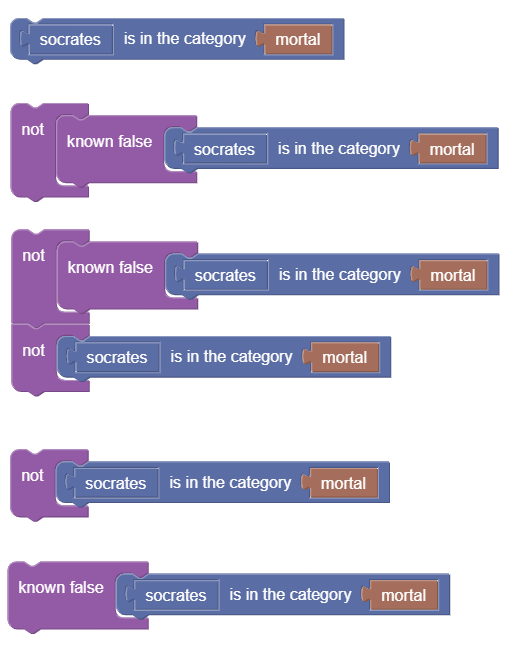 socrates is in the category mortal
not known false socrates is in the category mortal
not known false socrates is in the category mortal
not socrates is in the category mortal
not socrates is in the category mortal
known false socrates is in the category mortal